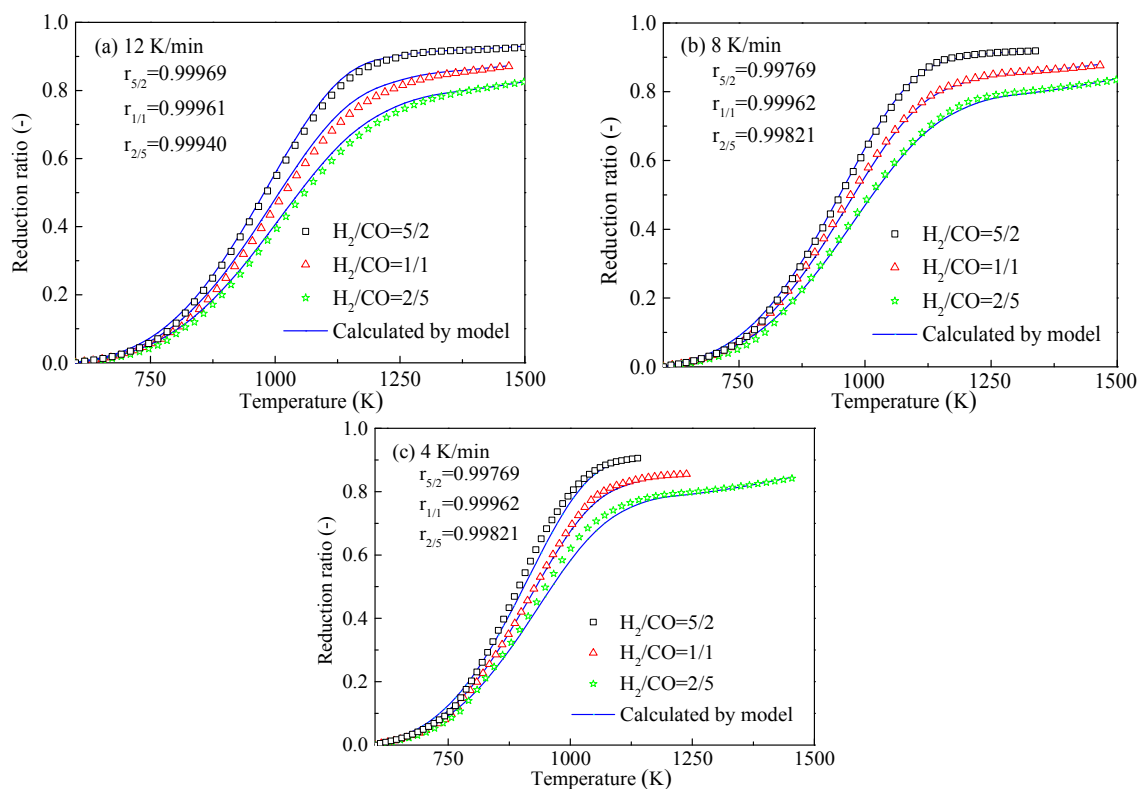 (a) 12 K/min
r5/2=0.99969
r1/1=0.99961
r2/5=0.99940
H2/CO=5/2
H2/CO=1/1
H2/CO=2/5
Calculated by model
Reduction ratio (-)
1.0
0.8
0.6
0.4
0.2
0.0
750
1000
1250
1500
Temperature (K)
(b) 8 K/min
r5/2=0.99769
r1/1=0.99962
r2/5=0.99821
H2/CO=5/2
H2/CO=1/1
H2/CO=2/5
Calculated by model
Reduction ratio (-)
1.0
0.8
0.6
0.4
0.2
0.0
750
1000
1250
1500
Temperature (K)
(c) 4 K/min
r5/2=0.99769
r1/1=0.99962
r2/5=0.99821
H2/CO=5/2
H2/CO=1/1
H2/CO=2/5
Calculated by model
Reduction ratio (-)
1.0
0.8
0.6
0.4
0.2
0.0
750
1000
1250
1500
Temperature (K)